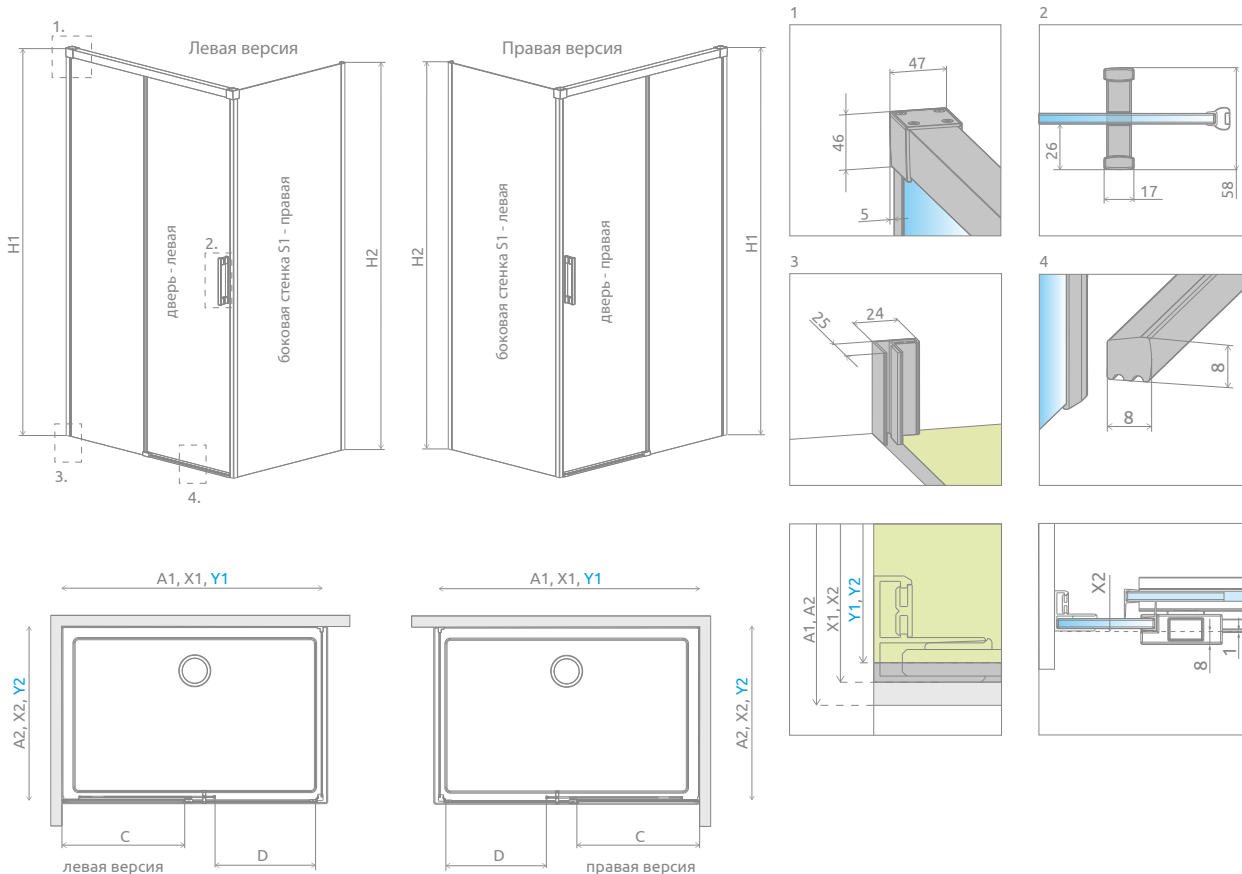 1.
Левая версия
Правая версия
H1
дверь - левая
2.
боковая стенка S1 - правая
H2
3.
4.
H2
боковая стенка S1 - левая
дверь - правая
H1
1
47
46
5
2
26
17
58
3
25
24
4
8
8
A1, X1, Y1
A2, X2, Y2
C
D
левая версия
A1, X1, Y1
A2, X2, Y2
D
C
правая версия
A1, A2
X1, X2
Y1, Y2
X2
8
1